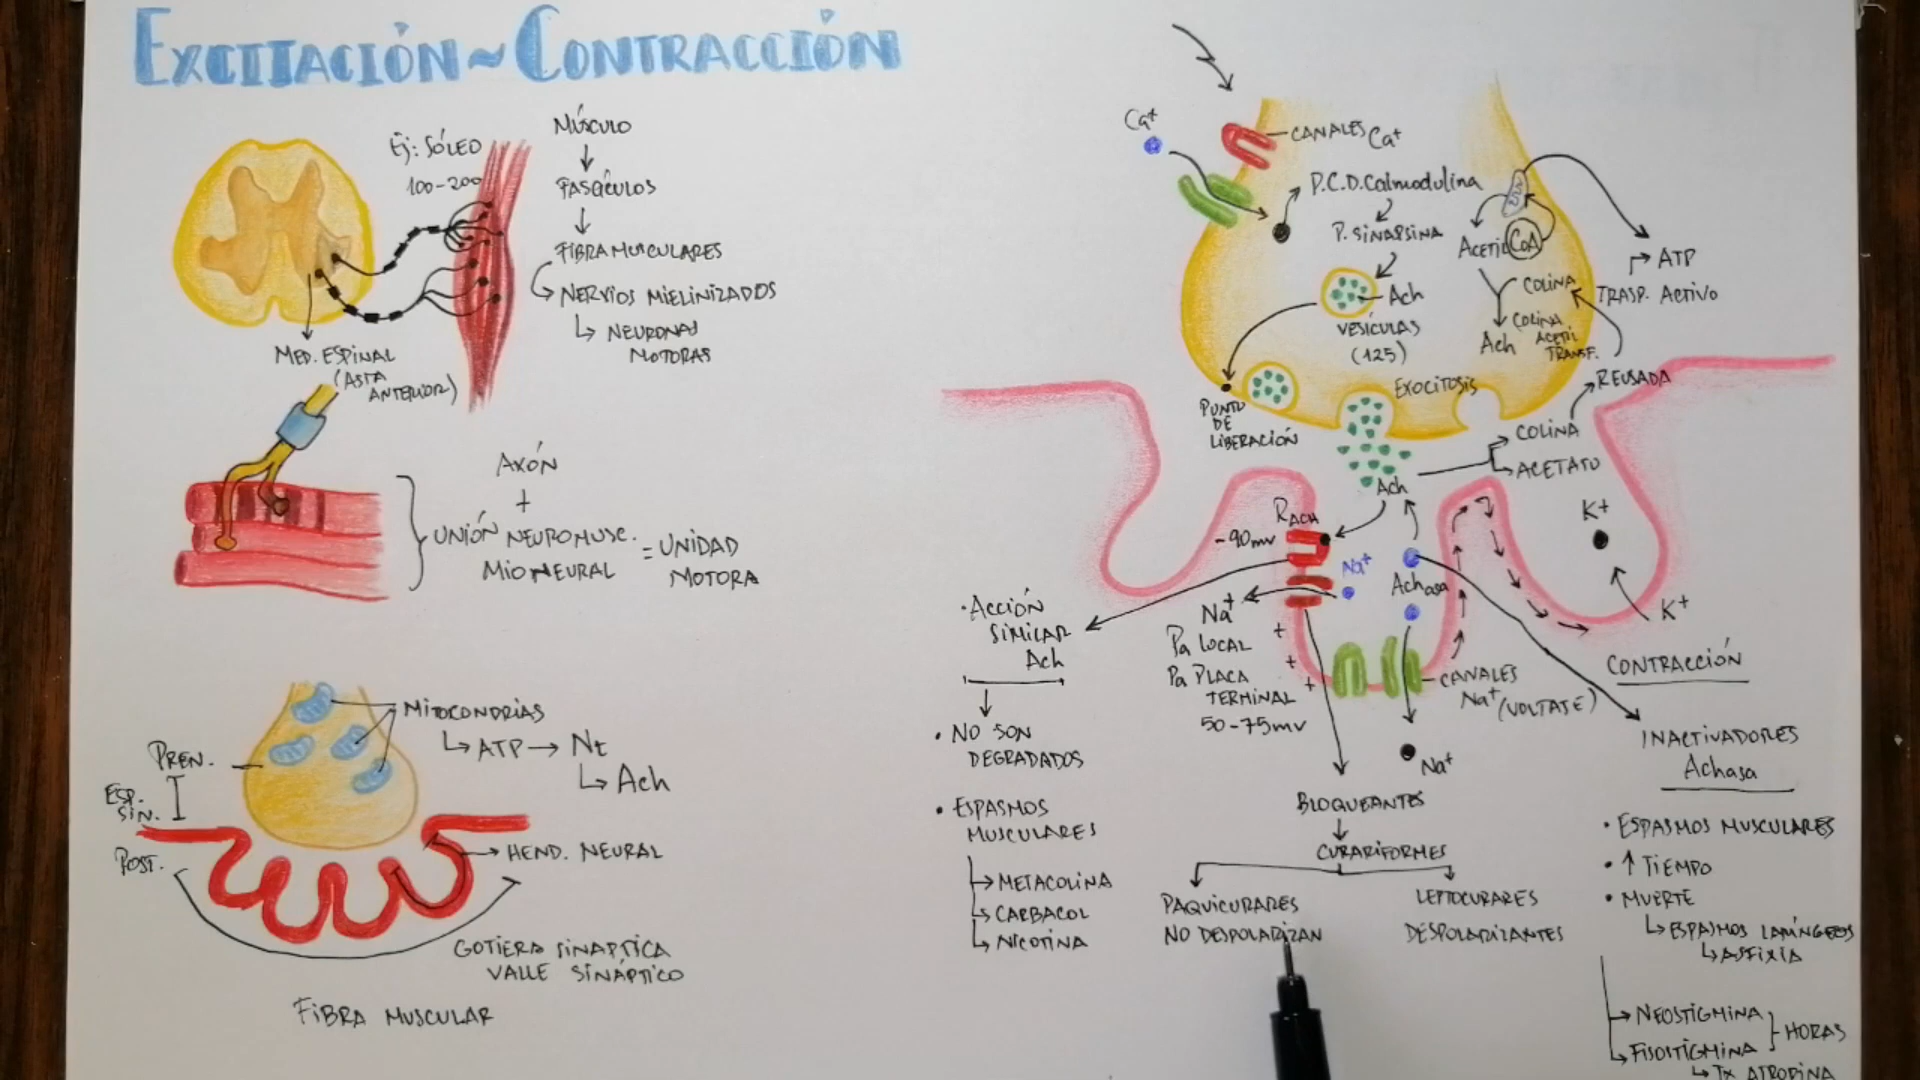 EXCITACIÓN~CONTRACCIÓN
Ej: SÓLEO
100-200
MÚSCULO
FASCÍCULOS
FIBRA MUSCULARES
NERVIOS MIELINIZADOS
NEURONAS
MOTORAS
MED. ESPINAL
(ASTA
ANTERIOR)
AXÓN
+
UNIÓN NEUROMUSC.
MIONEURAL
= UNIDAD
MOTORA
MITOCONDRIAS
ATP → Nt
Ach
PREN.
ESP.
SIN.
POST.
HEND. NEURAL
GOTIERA SINAPTICA
VALLE SINÁPTICO
FIBRA MUSCULAR
Ca+
CANALES Ca+
P.C.D. Calmodulina
P. SINAPSINA
Ach
VESÍCULAS
(125)
PUNTO
DE
LIBERACIÓN
EXOCITOSIS
ACETIL CoA
COLINA
Ach
COLINA
ACETIL
TRANSF.
ATP
TRASP. ACTIVO
REUSADA
COLINA
ACETATO
Ach
RACH
-90mv
Na+
Na+
Achasa
K+
K+
CONTRACCIÓN
Pa LOCAL
Pa PLACA
TERMINAL
50-75mv
+
+
+
CANALES
Na+ (VOLTAJE)
Na+
• ACCIÓN
SIMILAR
Ach
• NO SON
DEGRADADOS
• ESPASMOS
MUSCULARES
METACOLINA
CARBACOL
NICOTINA
BLOQUEANTES
CURARIFORMES
PAQUICURARES
NO DESPOLARIZAN
LEPTOCURARES
DESPOLARIZANTES
INACTIVADORES
Achasa
• ESPASMOS MUSCULARES
• ↑ TIEMPO
• MUERTE
ESPASMOS LARÍNGEOS
ASFIXIA
NEOSTIGMINA
FISOSTIGMINA
HORAS
Tx ATROPINA